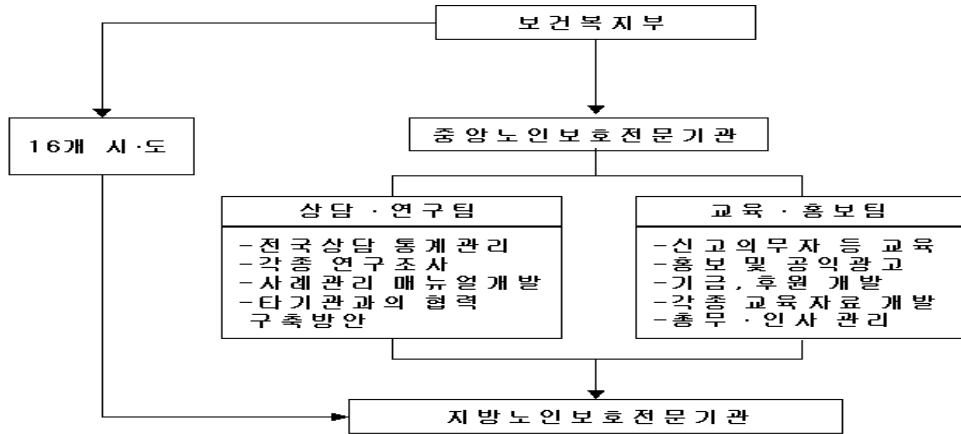 보건복지부
16개 시·도
중앙노인보호전문기관
상담·연구팀
-전국상담 통계관리
-각종 연구조사
-사례관리 매뉴얼개발
-타기관과의 협력
구축방안
교육·홍보팀
-신고의무자 등 교육
-홍보 및 공익광고
-기금,후원 개발
-각종 교육자료 개발
-총무·인사 관리
지방노인보호전문기관